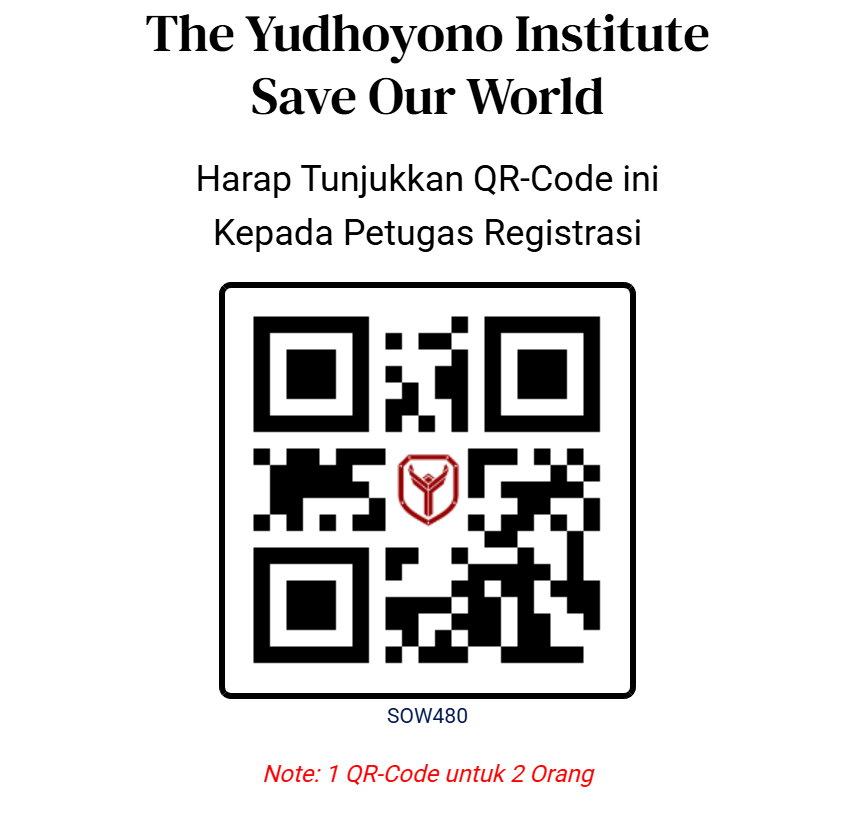 The Yudhoyono Institute
Save Our World
Harap Tunjukkan QR-Code ini
Kepada Petugas Registrasi
SOW480
Note: 1 QR-Code untuk 2 Orang